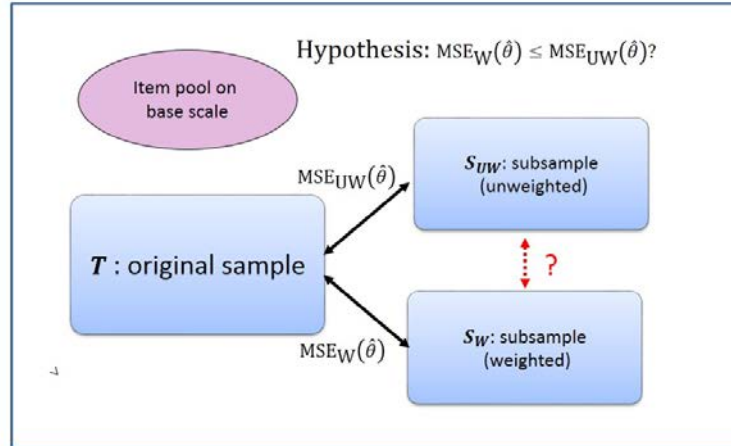 Hypothesis: MSE_W(θ̂) ≤ MSE_UW(θ̂)?
Item pool on
base scale
S_UW: subsample
(unweighted)
MSE_UW(θ̂)
T : original sample
?
S_W: subsample
(weighted)
MSE_W(θ̂)